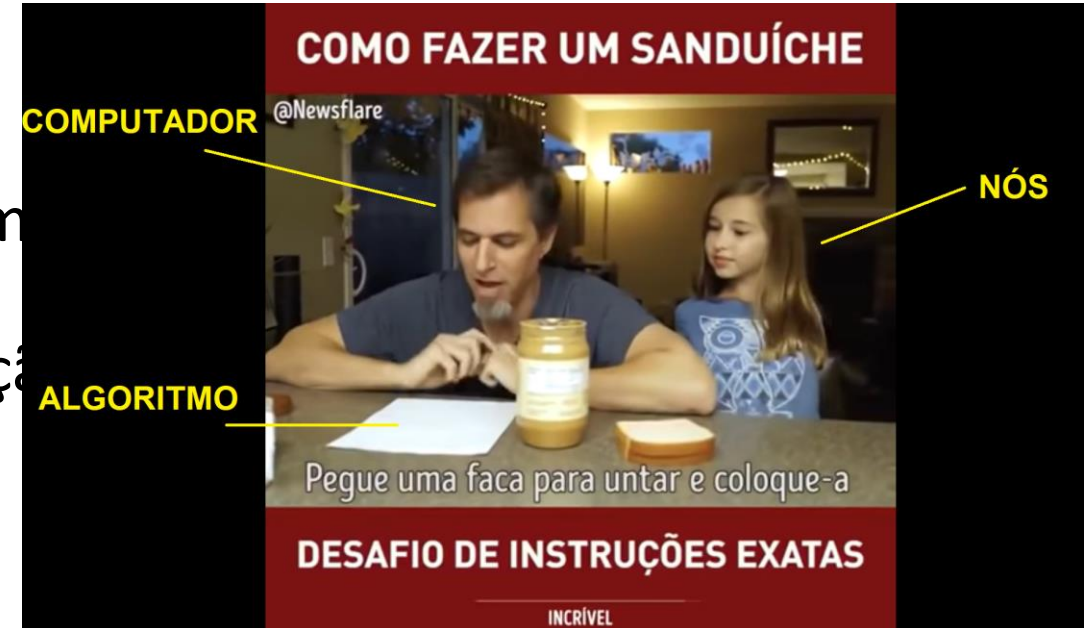 COMO FAZER UM SANDUÍCHE
@Newsflare
COMPUTADOR
NÓS
ALGORITMO
Pegue uma faca para untar e coloque-a
DESAFIO DE INSTRUÇÕES EXATAS
INCRÍVEL